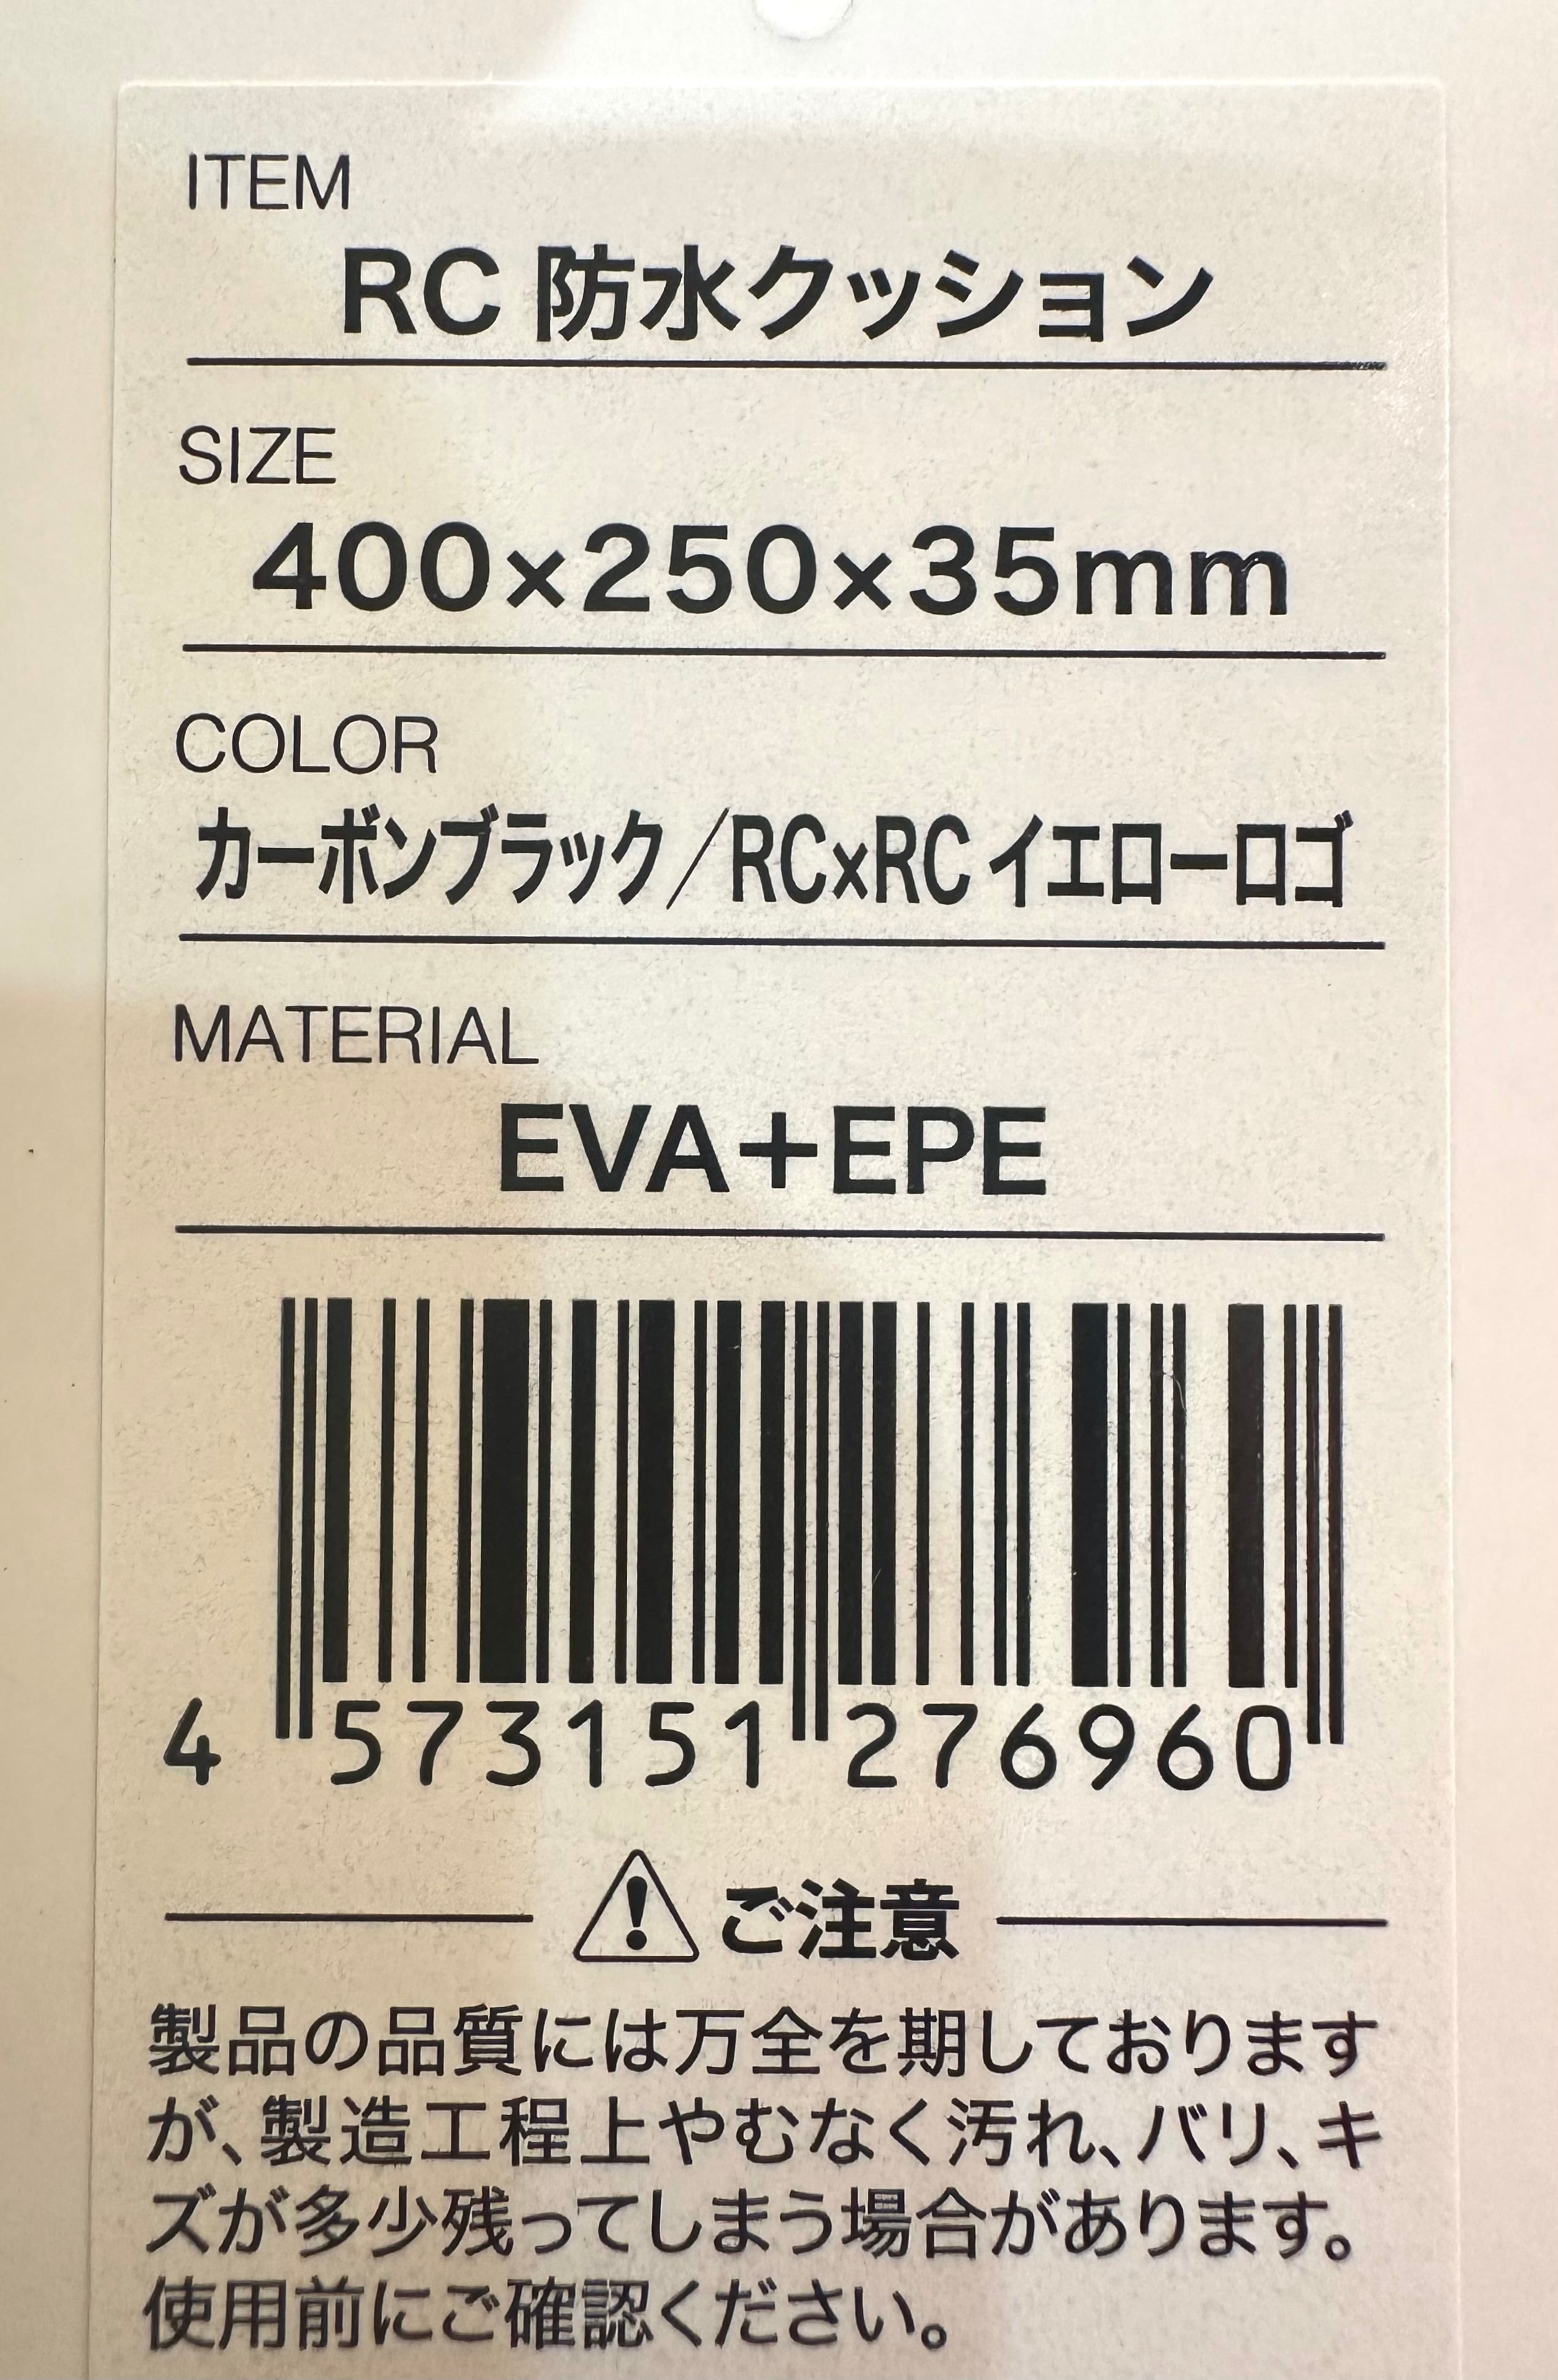 ITEM
RC 防水クッション
SIZE
400×250×35mm
COLOR
カーボンブラック／RC×RC イエローロゴ
MATERIAL
EVA+EPE
4 573151 276960
ご注意
製品の品質には万全を期しております
が、製造工程上やむなく汚れ、バリ、キ
ズが多少残ってしまう場合があります。
使用前にご確認ください。